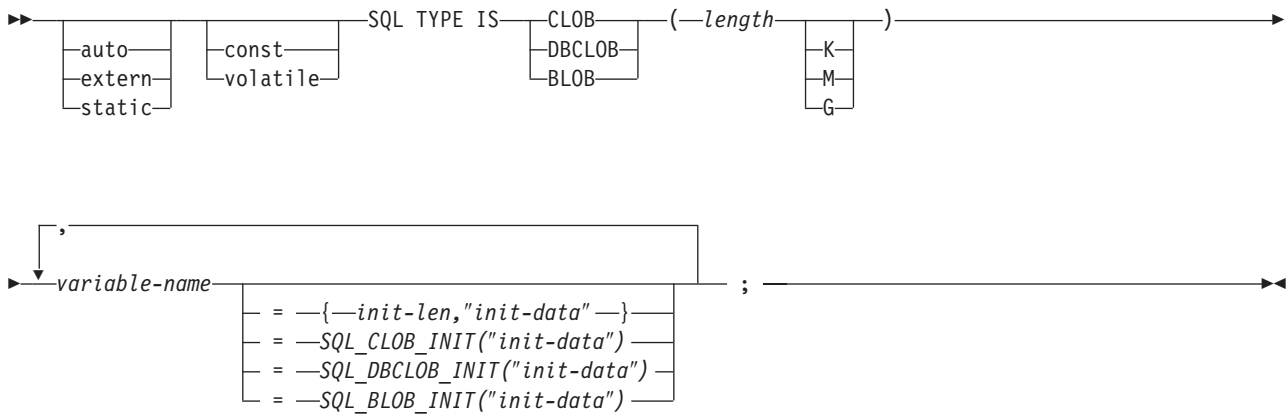 SQL TYPE IS CLOB ( length )
auto const DBCLOB K
extern volatile BLOB M
static G
,
variable-name ;
= { init-len,"init-data" }
= SQL_CLOB_INIT("init-data")
= SQL_DBCLOB_INIT("init-data")
= SQL_BLOB_INIT("init-data")